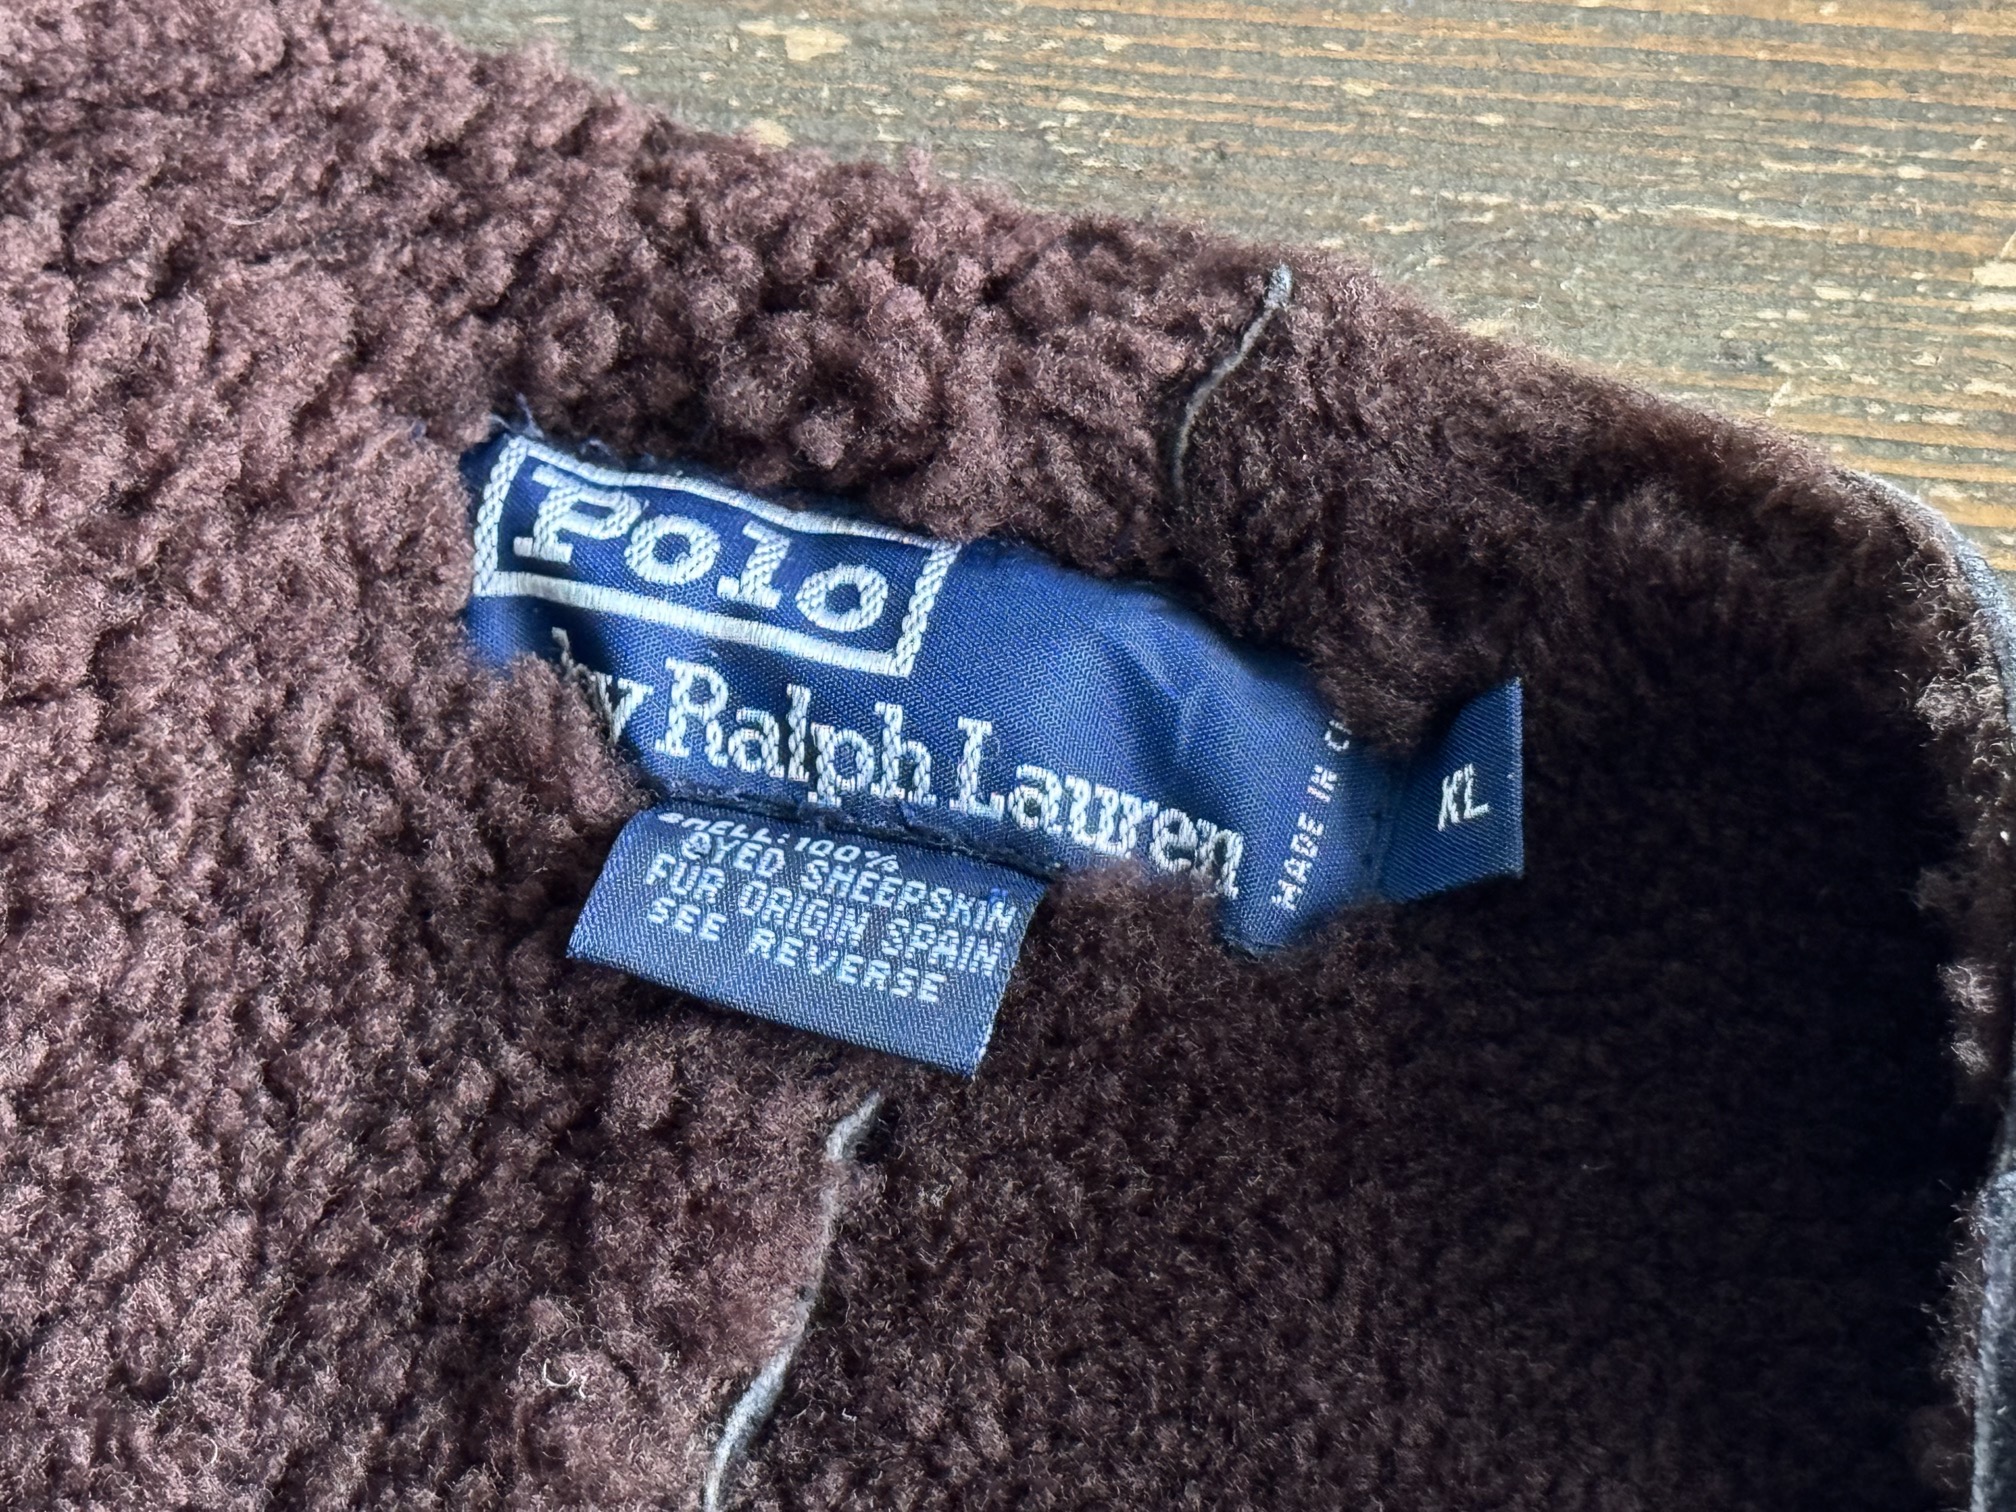 Polo
by Ralph Lauren
MADE IN
XL
SHELL: 100%
DYED SHEEPSKIN
FUR ORIGIN SPAIN
SEE REVERSE